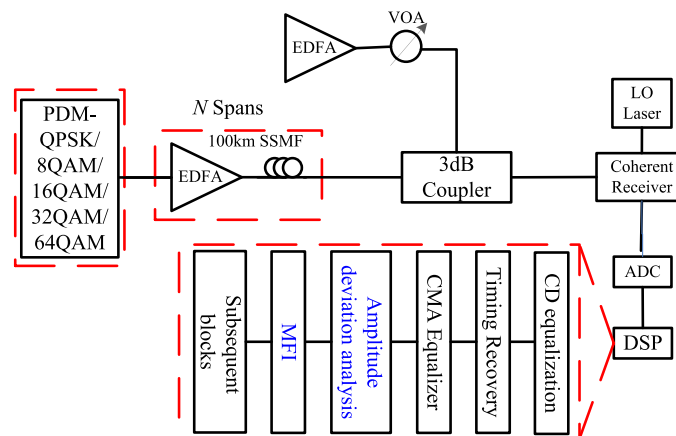 EDFA
VOA
PDM-
QPSK/
8QAM/
16QAM/
32QAM/
64QAM
N Spans
100km SSMF
EDFA
3dB
Coupler
LO
Laser
Coherent
Receiver
ADC
DSP
Subsequent
blocks
MFI
Amplitude
deviation analysis
CMA Equalizer
Timing Recovery
CD equalization